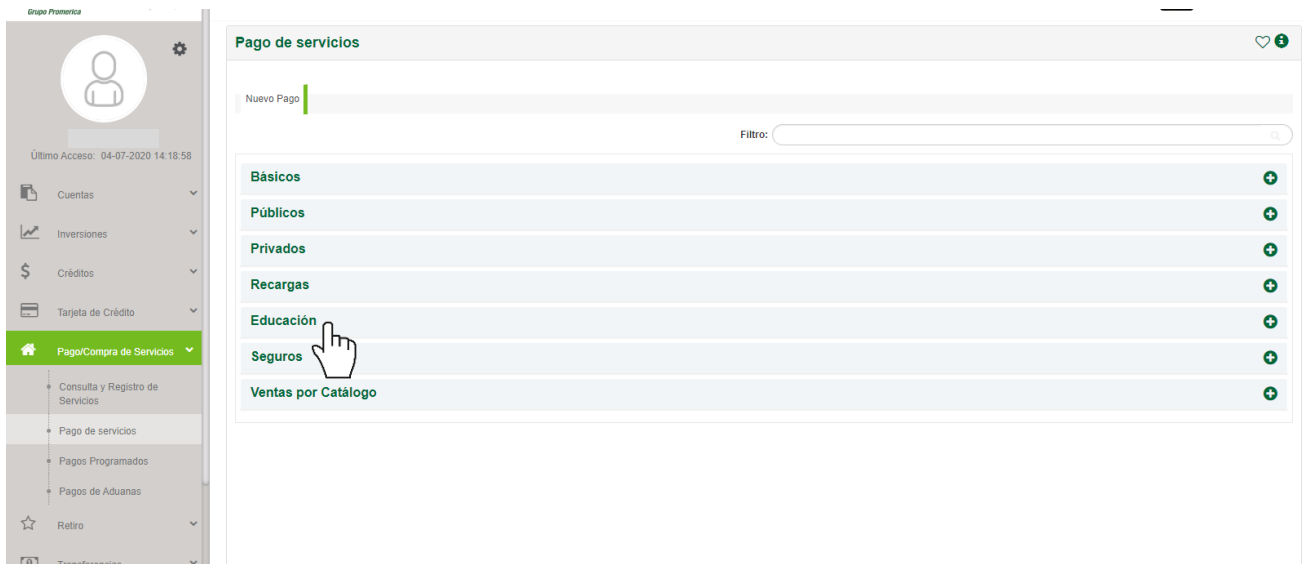 Grupo Promerica
Último Acceso: 04-07-2020 14:18:58
Cuentas
Inversiones
Créditos
Tarjeta de Crédito
Pago/Compra de Servicios
Consulta y Registro de
Servicios
Pago de servicios
Pagos Programados
Pagos de Aduanas
Retiro
Transferencias
Pago de servicios
Nuevo Pago
Filtro:
Básicos
Públicos
Privados
Recargas
Educación
Seguros
Ventas por Catálogo